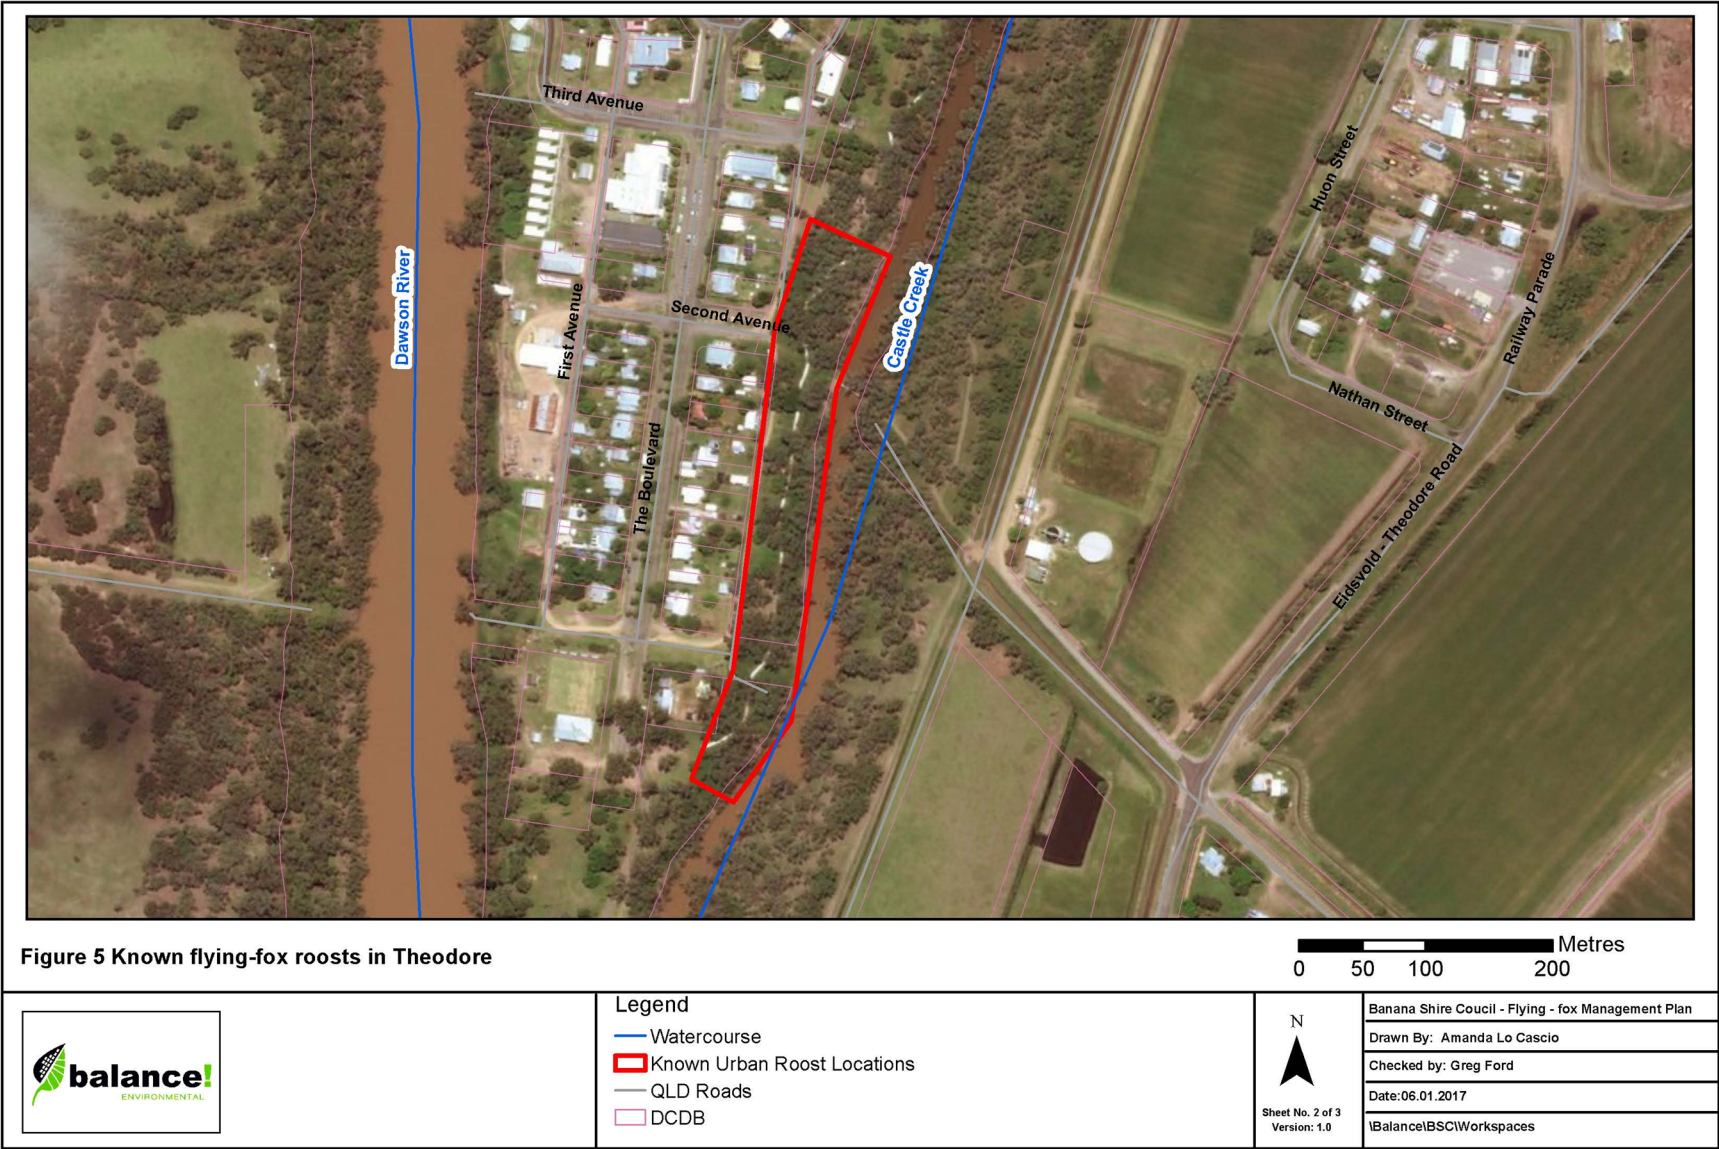 Third Avenue
Huon Street
Dawson River
Castle Creek
Railway Parade
First Avenue
Second Avenue
Nathan Street
The Boulevard
Eidsvold - Theodore Road
Figure 5 Known flying-fox roosts in Theodore
Metres
0 50 100 200
balance!
ENVIRONMENTAL
Legend
Watercourse
Known Urban Roost Locations
QLD Roads
DCDB
N
Sheet No. 2 of 3
Version: 1.0
Banana Shire Coucil - Flying - fox Management Plan
Drawn By: Amanda Lo Cascio
Checked by: Greg Ford
Date:06.01.2017
\Balance\BSC\Workspaces